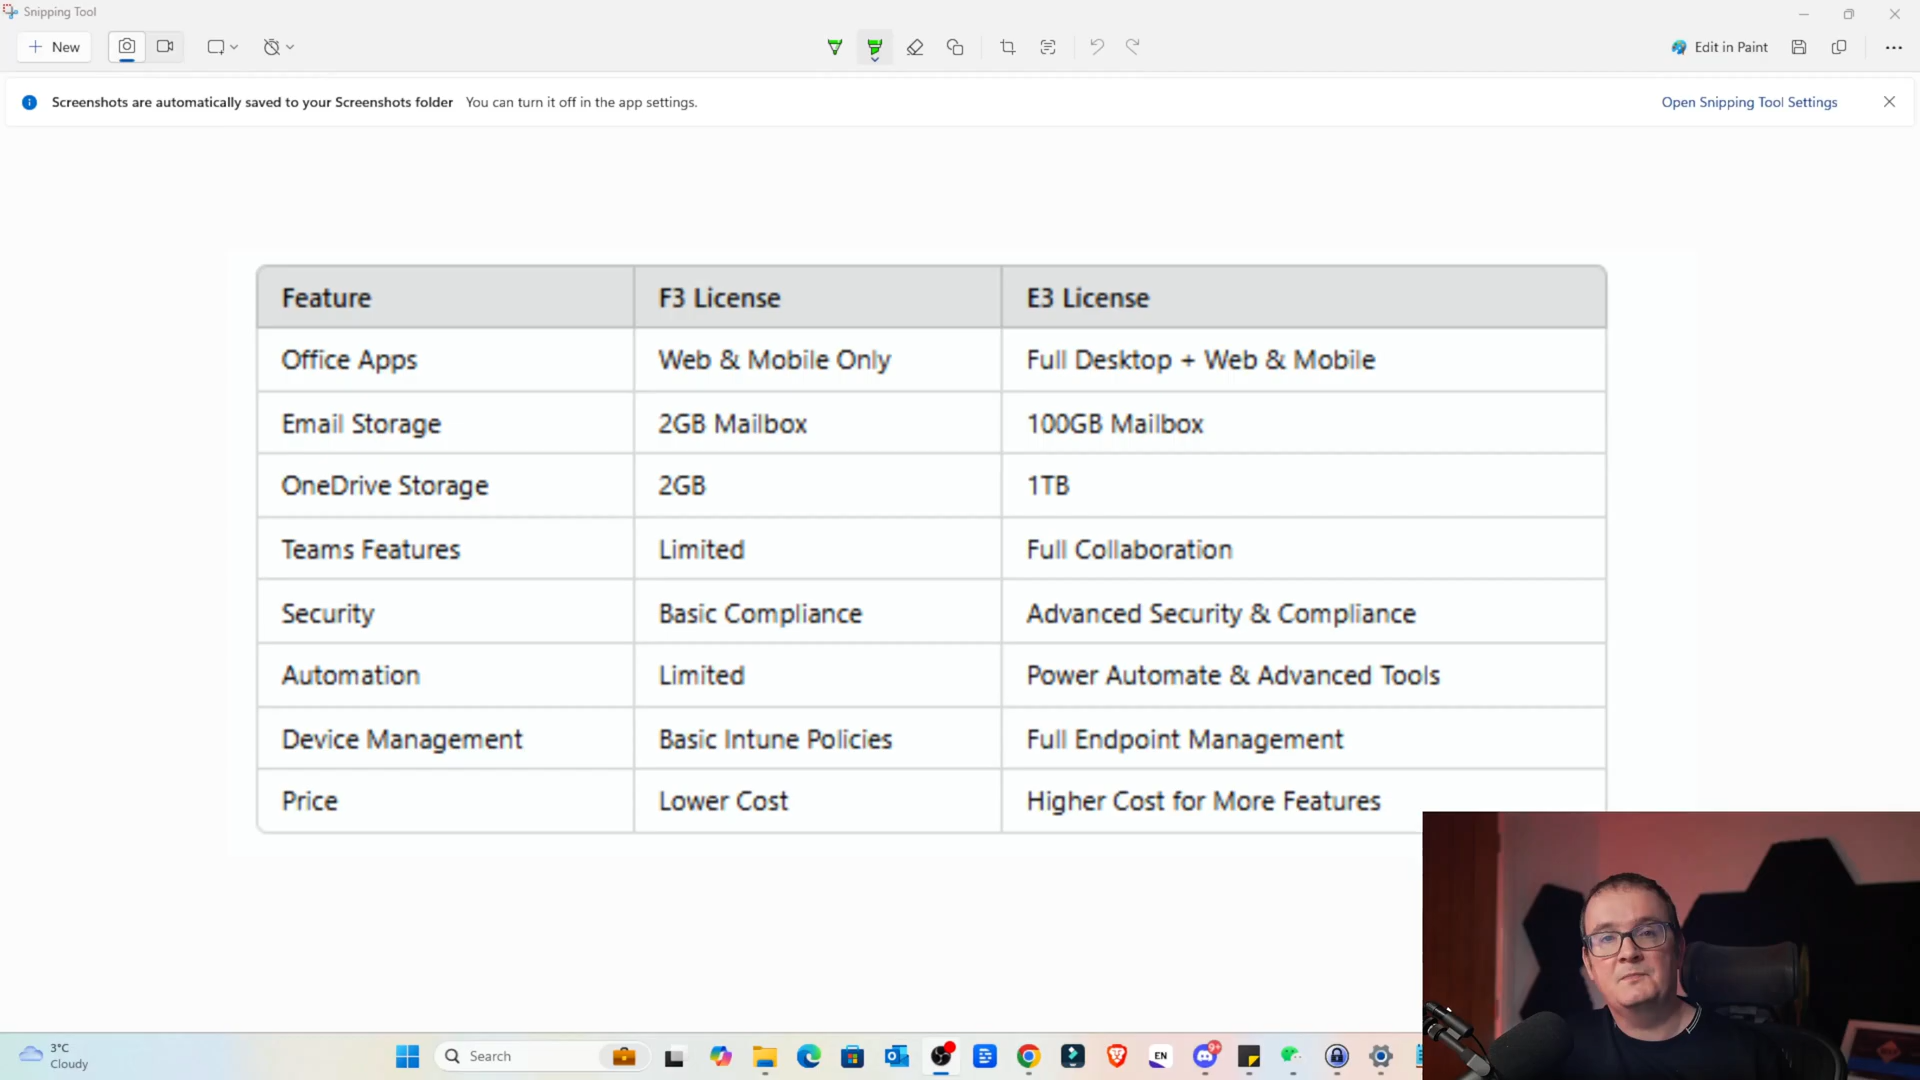 Snipping Tool
New
Edit in Paint
Screenshots are automatically saved to your Screenshots folder You can turn it off in the app settings.
Open Snipping Tool Settings
Feature F3 License E3 License
Office Apps Web & Mobile Only Full Desktop + Web & Mobile
Email Storage 2GB Mailbox 100GB Mailbox
OneDrive Storage 2GB 1TB
Teams Features Limited Full Collaboration
Security Basic Compliance Advanced Security & Compliance
Automation Limited Power Automate & Advanced Tools
Device Management Basic Intune Policies Full Endpoint Management
Price Lower Cost Higher Cost for More Features
3°C
Cloudy
Search
EN
9+